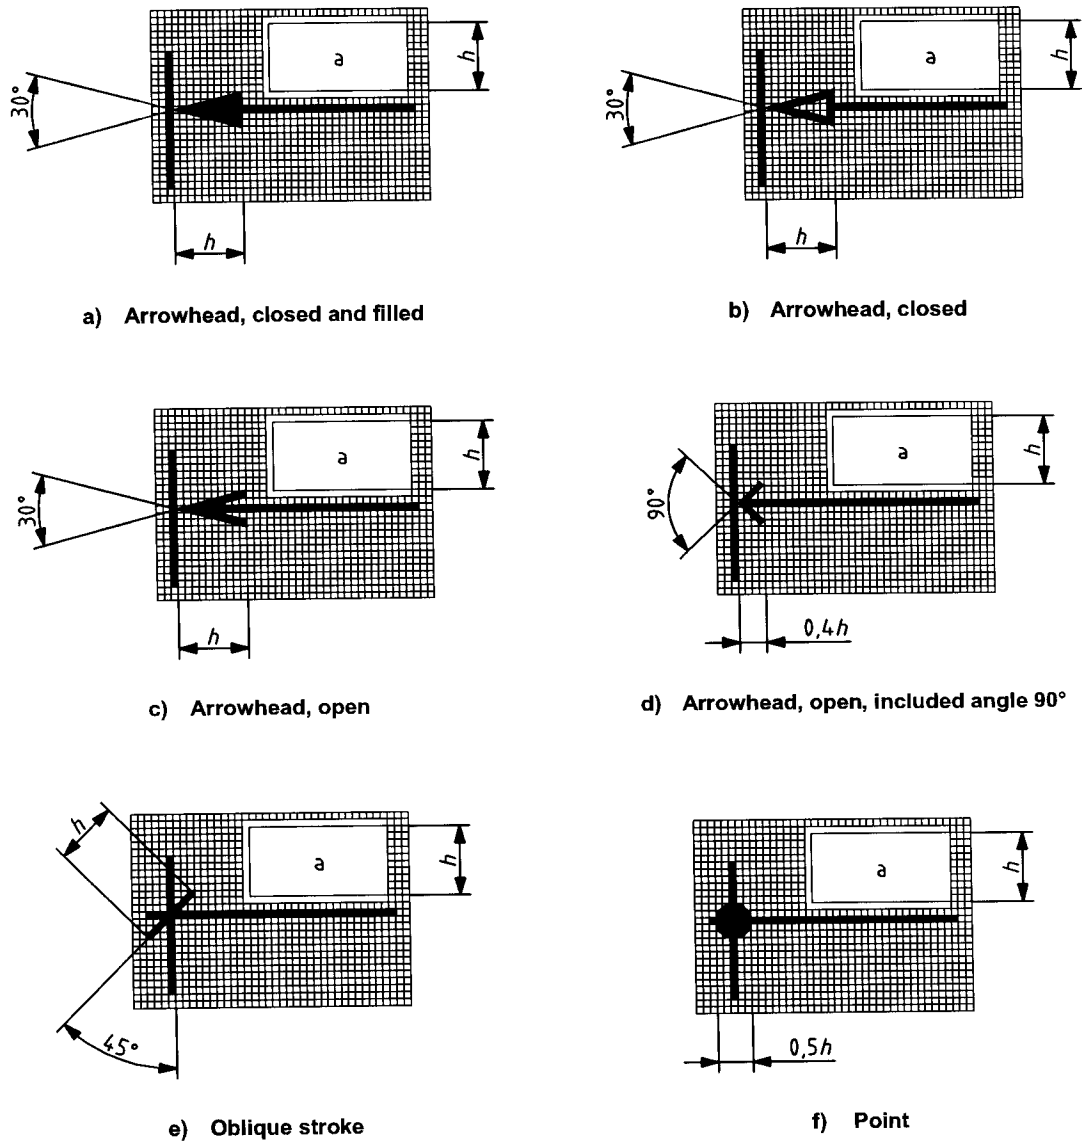 a
h
30°
h
a) Arrowhead, closed and filled
a
h
30°
h
b) Arrowhead, closed
a
h
30°
h
c) Arrowhead, open
a
h
90°
0,4h
d) Arrowhead, open, included angle 90°
h
a
h
45°
e) Oblique stroke
a
h
0,5h
f) Point